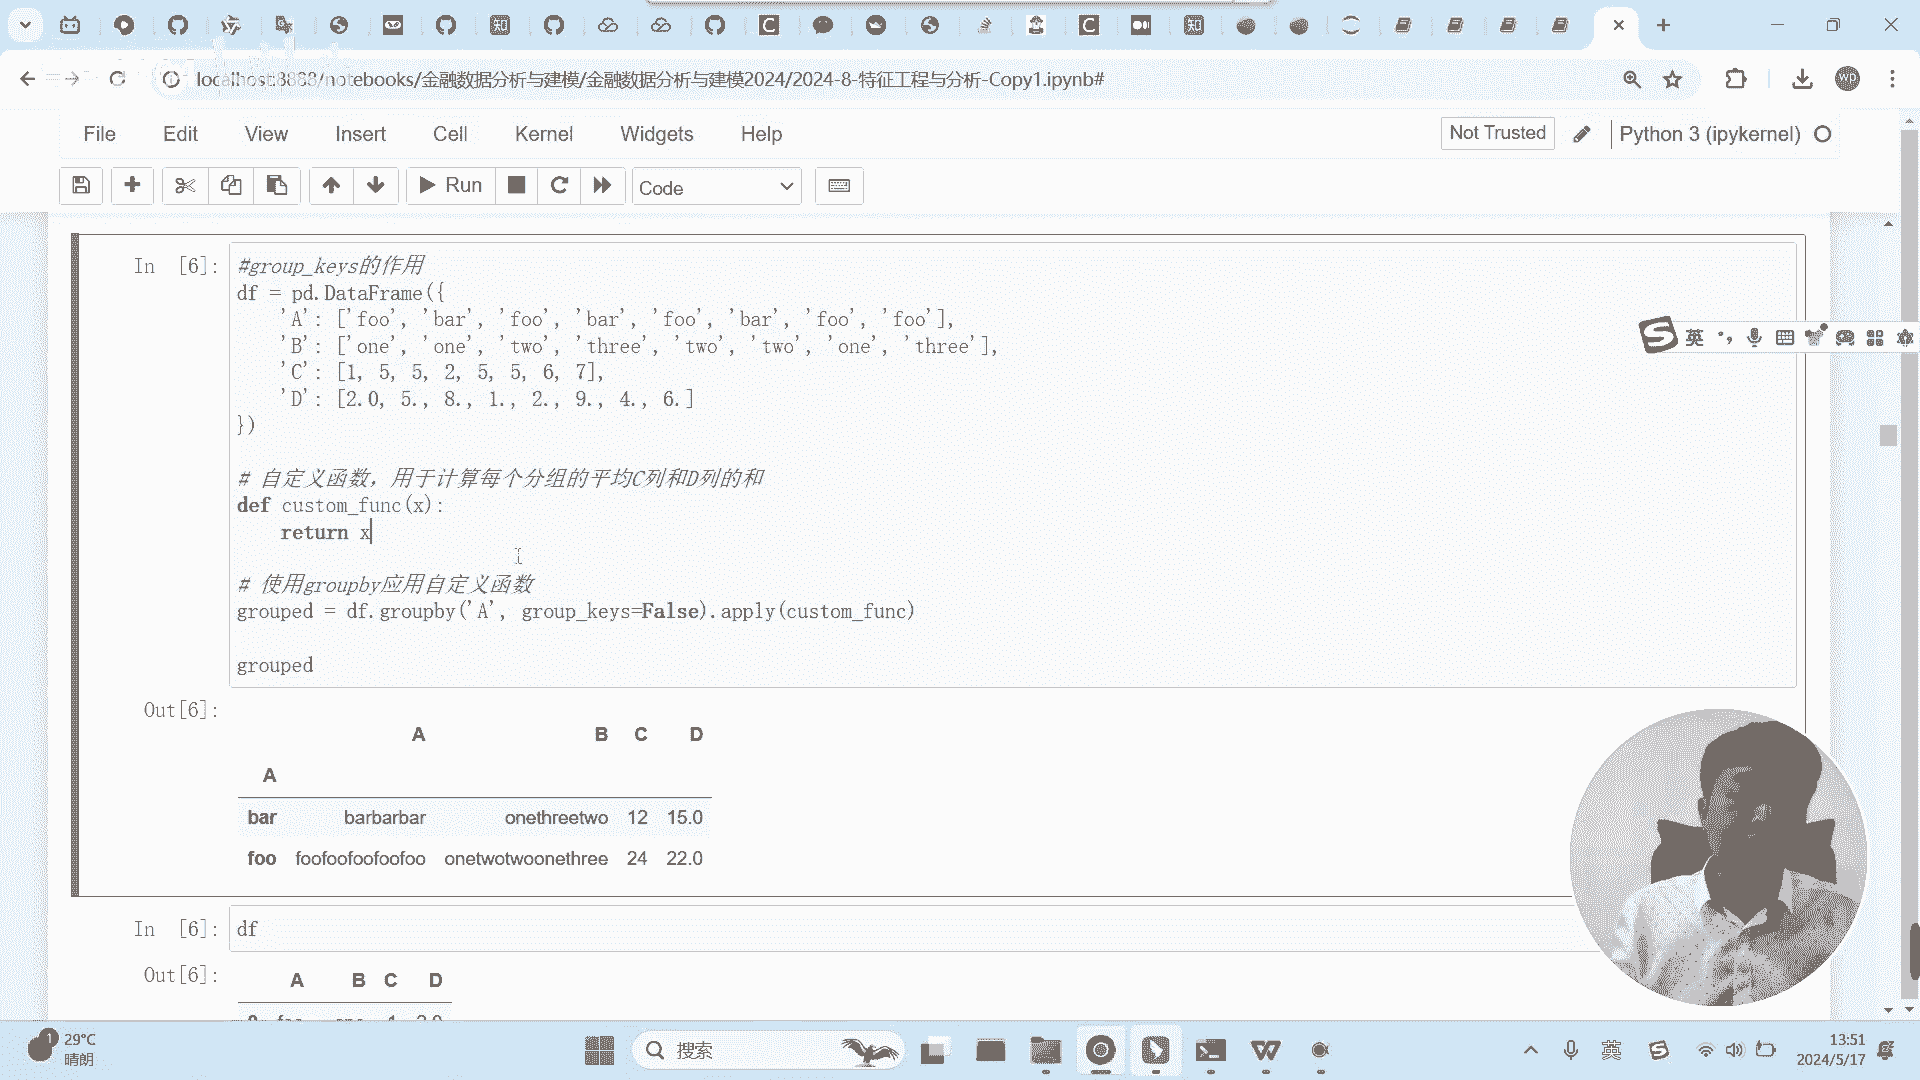 localhost:8888/notebooks/金融数据分析与建模/金融数据分析与建模2024/2024-8-特征工程与分析-Copy1.ipynb#
wp
File Edit View Insert Cell Kernel Widgets Help
Not Trusted
Python 3 (ipykernel)
Run
Code
In [6]:
#group_keys的作用
df = pd.DataFrame({
'A': ['foo', 'bar', 'foo', 'bar', 'foo', 'bar', 'foo', 'foo'],
'B': ['one', 'one', 'two', 'three', 'two', 'two', 'one', 'three'],
'C': [1, 5, 5, 2, 5, 5, 6, 7],
'D': [2.0, 5., 8., 1., 2., 9., 4., 6.]
})
# 自定义函数，用于计算每个分组的平均C列和D列的和
def custom_func(x):
return x
# 使用groupby应用自定义函数
grouped = df.groupby('A', group_keys=False).apply(custom_func)
grouped
英
Out[6]:
A B C D
A
bar barbarbar onethreetwo 12 15.0
foo foofoofoofoofoo onetwotwoonethree 24 22.0
In [6]: df
Out[6]:
A B C D
1
29°C
晴朗
搜索
英
13:51
2024/5/17